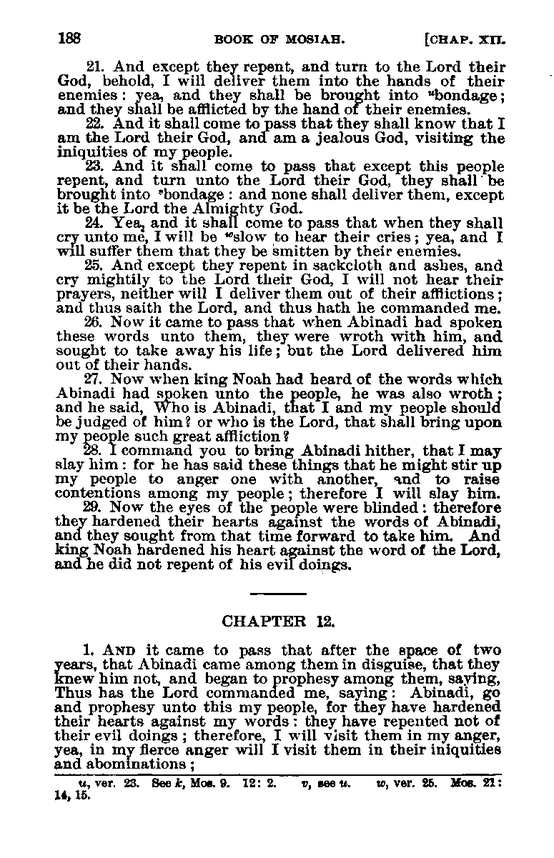 188 BOOK OF MOSIAH. [CHAP. XII.
21. And except they repent, and turn to the Lord their
God, behold, I will deliver them into the hands of their
enemies: yea, and they shall be brought into ᵘbondage;
and they shall be afflicted by the hand of their enemies.
22. And it shall come to pass that they shall know that I
am the Lord their God, and am a jealous God, visiting the
iniquities of my people.
23. And it shall come to pass that except this people
repent, and turn unto the Lord their God, they shall be
brought into ᵛbondage: and none shall deliver them, except
it be the Lord the Almighty God.
24. Yea, and it shall come to pass that when they shall
cry unto me, I will be ʷslow to hear their cries; yea, and I
will suffer them that they be smitten by their enemies.
25. And except they repent in sackcloth and ashes, and
cry mightily to the Lord their God, I will not hear their
prayers, neither will I deliver them out of their afflictions;
and thus saith the Lord, and thus hath he commanded me.
26. Now it came to pass that when Abinadi had spoken
these words unto them, they were wroth with him, and
sought to take away his life; but the Lord delivered him
out of their hands.
27. Now when king Noah had heard of the words which
Abinadi had spoken unto the people, he was also wroth;
and he said, Who is Abinadi, that I and my people should
be judged of him? or who is the Lord, that shall bring upon
my people such great affliction?
28. I command you to bring Abinadi hither, that I may
slay him: for he has said these things that he might stir up
my people to anger one with another, and to raise
contentions among my people; therefore I will slay him.
29. Now the eyes of the people were blinded: therefore
they hardened their hearts against the words of Abinadi,
and they sought from that time forward to take him. And
king Noah hardened his heart against the word of the Lord,
and he did not repent of his evil doings.
CHAPTER 12.
1. AND it came to pass that after the space of two
years, that Abinadi came among them in disguise, that they
knew him not, and began to prophesy among them, saying,
Thus has the Lord commanded me, saying: Abinadi, go
and prophesy unto this my people, for they have hardened
their hearts against my words: they have repented not of
their evil doings; therefore, I will visit them in my anger,
yea, in my fierce anger will I visit them in their iniquities
and abominations;
u, ver. 23. See k, Mos. 9. 12: 2. v, see u. w, ver. 25. Mos. 21:
14, 15.